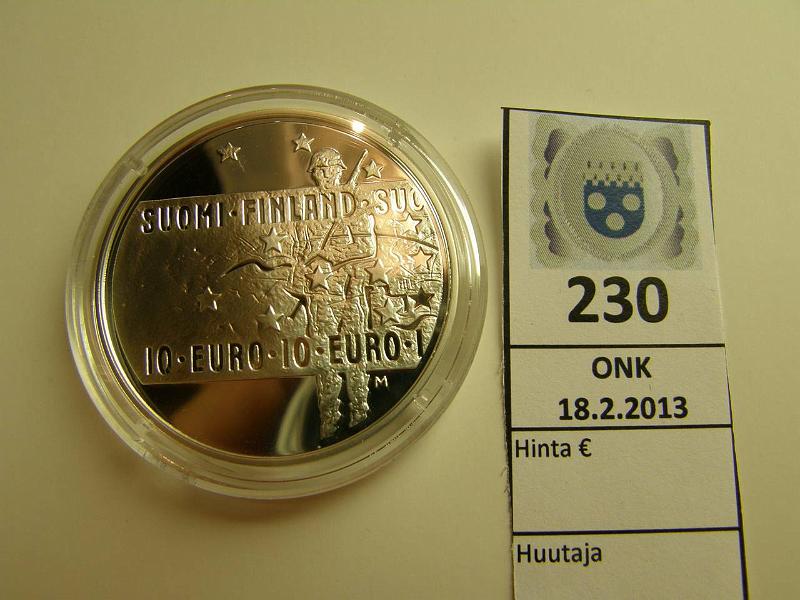 SUOMI·FINLAND·SUO
10·EURO·10·EURO·1
M
230
ONK
18.2.2013
Hinta €
Huutaja